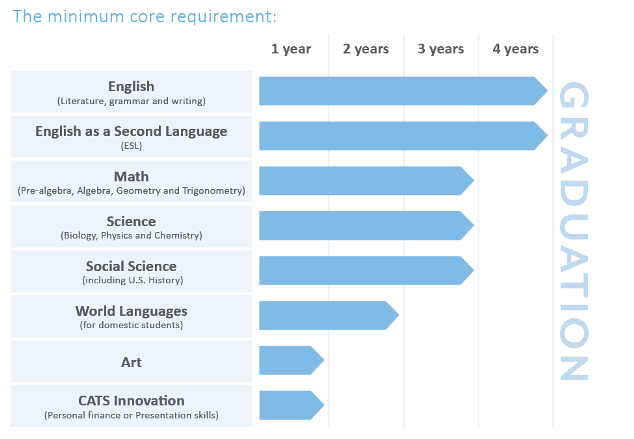 The minimum core requirement:
1 year 2 years 3 years 4 years
English
(Literature, grammar and writing)
English as a Second Language
(ESL)
Math
(Pre-algebra, Algebra, Geometry and Trigonometry)
Science
(Biology, Physics and Chemistry)
Social Science
(including U.S. History)
World Languages
(for domestic students)
Art
CATS Innovation
(Personal finance or Presentation skills)
GRADUATION